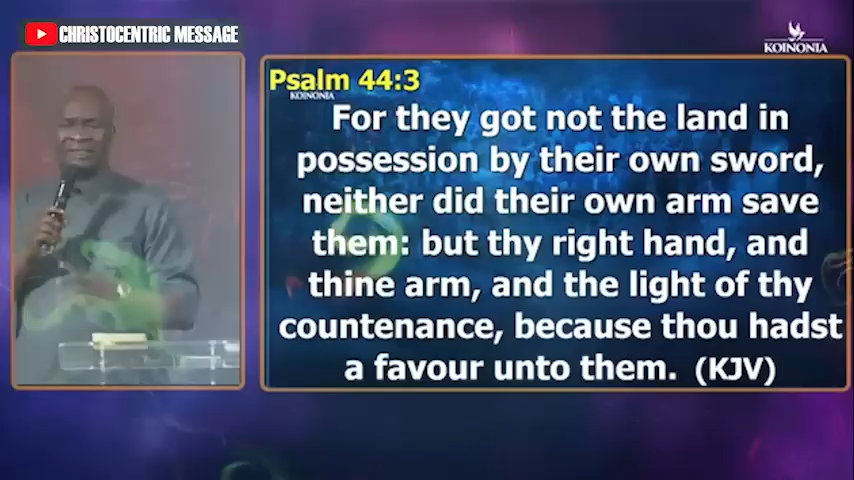 CHRISTOCENTRIC MESSAGE
KOINONIA
Psalm 44:3
KOINONIA
For they got not the land in
possession by their own sword,
neither did their own arm save
them: but thy right hand, and
thine arm, and the light of thy
countenance, because thou hadst
a favour unto them. (KJV)